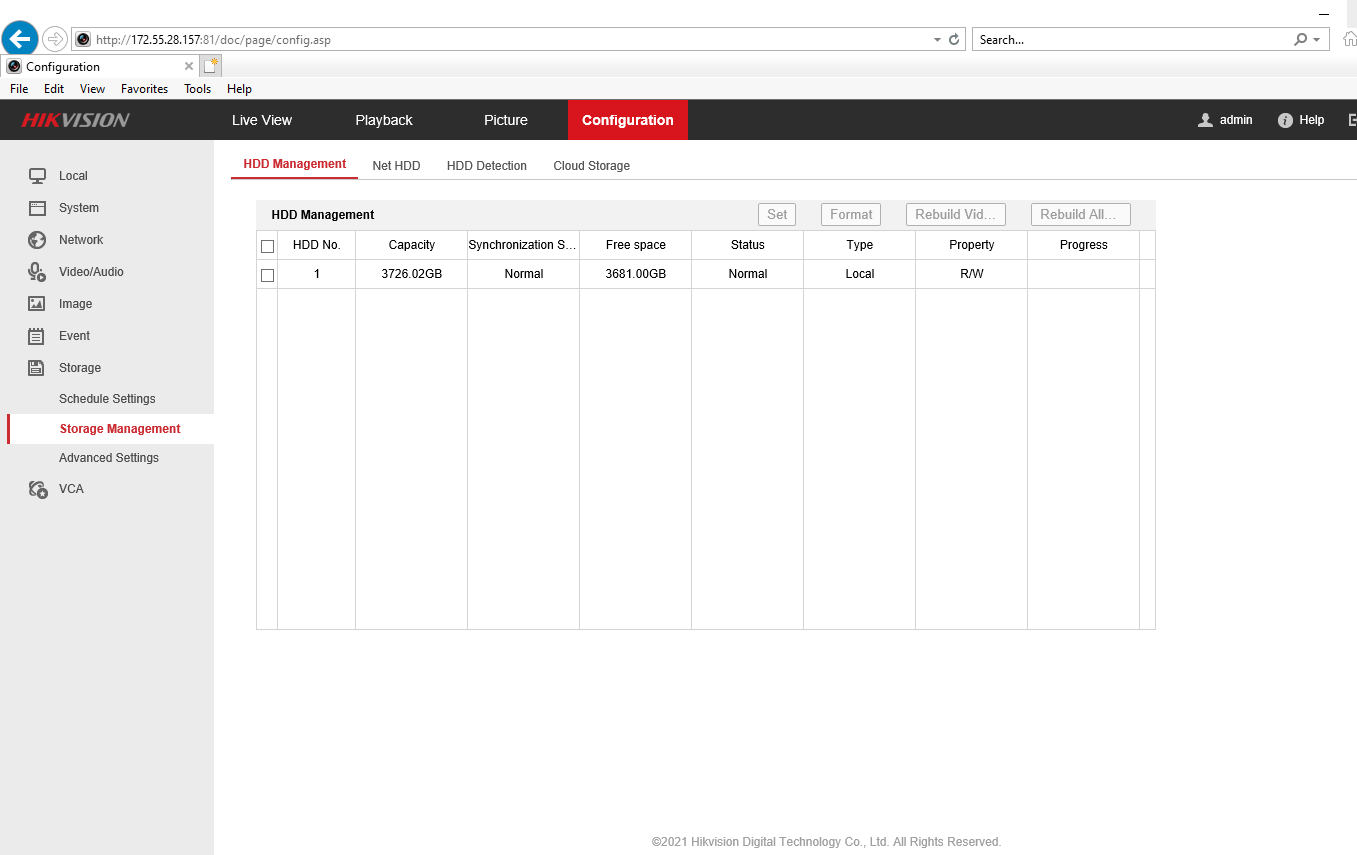 http://172.55.28.157:81/doc/page/config.asp
Search...
Configuration
File Edit View Favorites Tools Help
HIKVISION
Live View Playback Picture Configuration
admin
Help
Local
System
Network
Video/Audio
Image
Event
Storage
Schedule Settings
Storage Management
Advanced Settings
VCA
HDD Management Net HDD HDD Detection Cloud Storage
HDD Management Set Format Rebuild Vid... Rebuild All...
HDD No. Capacity Synchronization S... Free space Status Type Property Progress
1 3726.02GB Normal 3681.00GB Normal Local R/W
©2021 Hikvision Digital Technology Co., Ltd. All Rights Reserved.